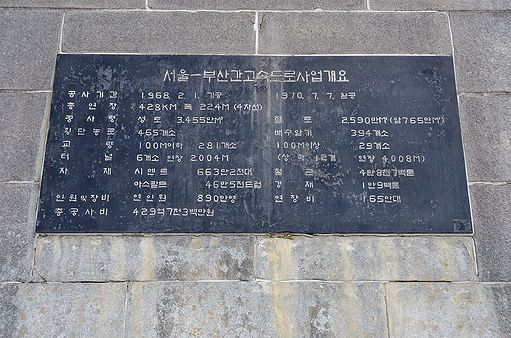 서울-부산간고속도로사업개요
공사기간 1968. 2. 1. 기공 1970. 7. 7. 완공
총연장 428KM 폭 22.4M (4차선)
공사량 성토 3,455만M³ 절토 2,590만M³ (암765만M³)
횡단통로 465개소 배수암거 394개소
교량 100M이하 281개소 100M이상 29개소
터널 6개소 연장 2,004M (상하 12개 연장 4,008M)
자재 시멘트 663만2천대 철근 4만8천7백톤
아스팔트 46만5천드럼 강재 1만9백톤
인원및장비 연인원 890만명 연장비 165만대
총공사비 429억7천3백만원